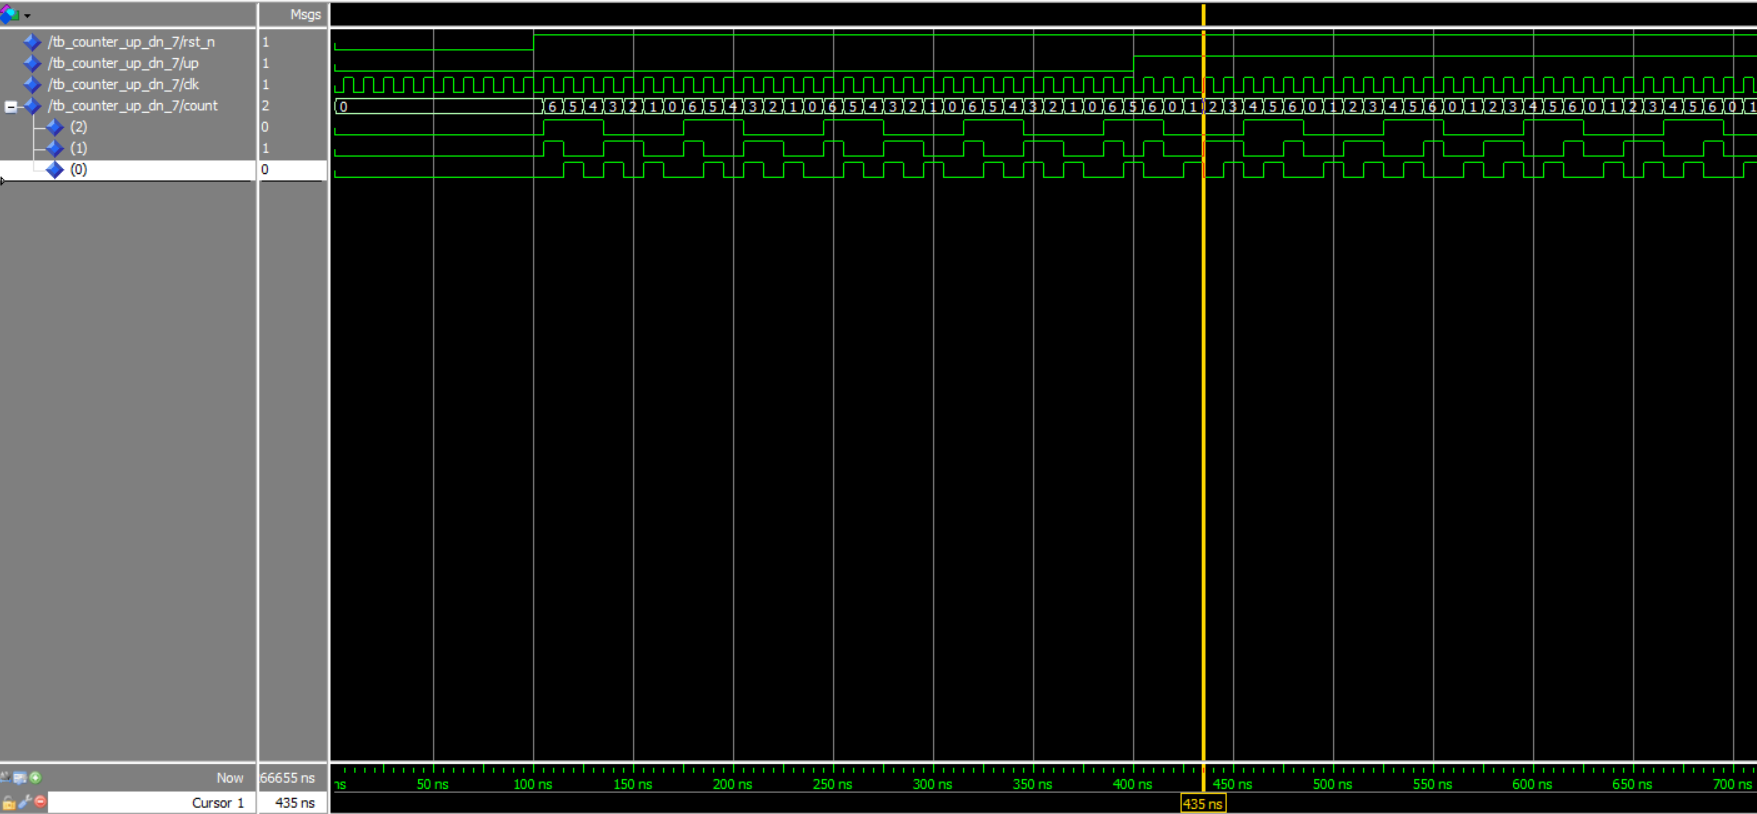 Msgs
/tb_counter_up_dn_7/rst_n 1
/tb_counter_up_dn_7/up 1
/tb_counter_up_dn_7/clk 1
/tb_counter_up_dn_7/count 2 0 6 5 4 3 2 1 0 6 5 4 3 2 1 0 6 5 4 3 2 1 0 6 5 4 3 2 1 0 6 5 6 0 1 2 3 4 5 6 0 1 2 3 4 5 6 0 1 2 3 4 5 6 0 1 2 3 4 5 6 0 1
(2) 0
(1) 1
(0) 0
Now 66655 ns ns 50 ns 100 ns 150 ns 200 ns 250 ns 300 ns 350 ns 400 ns 450 ns 500 ns 550 ns 600 ns 650 ns 700 ns
Cursor 1 435 ns 435 ns